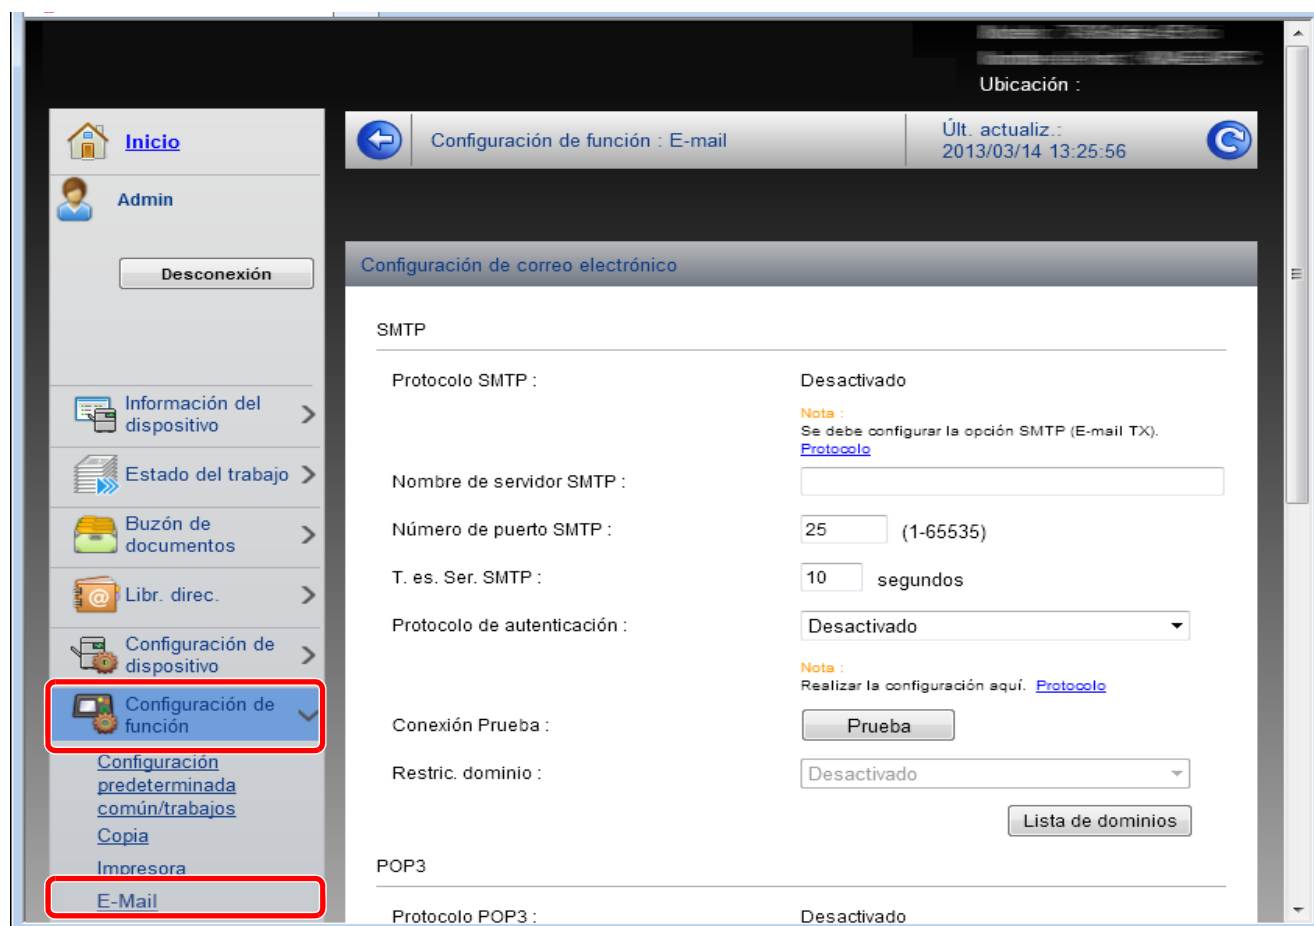 Ubicación :
Inicio
Admin
Desconexión
Información del
dispositivo
Estado del trabajo
Buzón de
documentos
Libr. direc.
Configuración de
dispositivo
Configuración de
función
Configuración
predeterminada
común/trabajos
Copia
Impresora
E-Mail
Configuración de función : E-mail
Últ. actualiz.:
2013/03/14 13:25:56
Configuración de correo electrónico
SMTP
Protocolo SMTP : Desactivado
Nota :
Se debe configurar la opción SMTP (E-mail TX).
Protocolo
Nombre de servidor SMTP :
Número de puerto SMTP : 25 (1-65535)
T. es. Ser. SMTP : 10 segundos
Protocolo de autenticación : Desactivado
Nota :
Realizar la configuración aquí. Protocolo
Conexión Prueba : Prueba
Restric. dominio : Desactivado
Lista de dominios
POP3
Protocolo POP3 : Desactivado